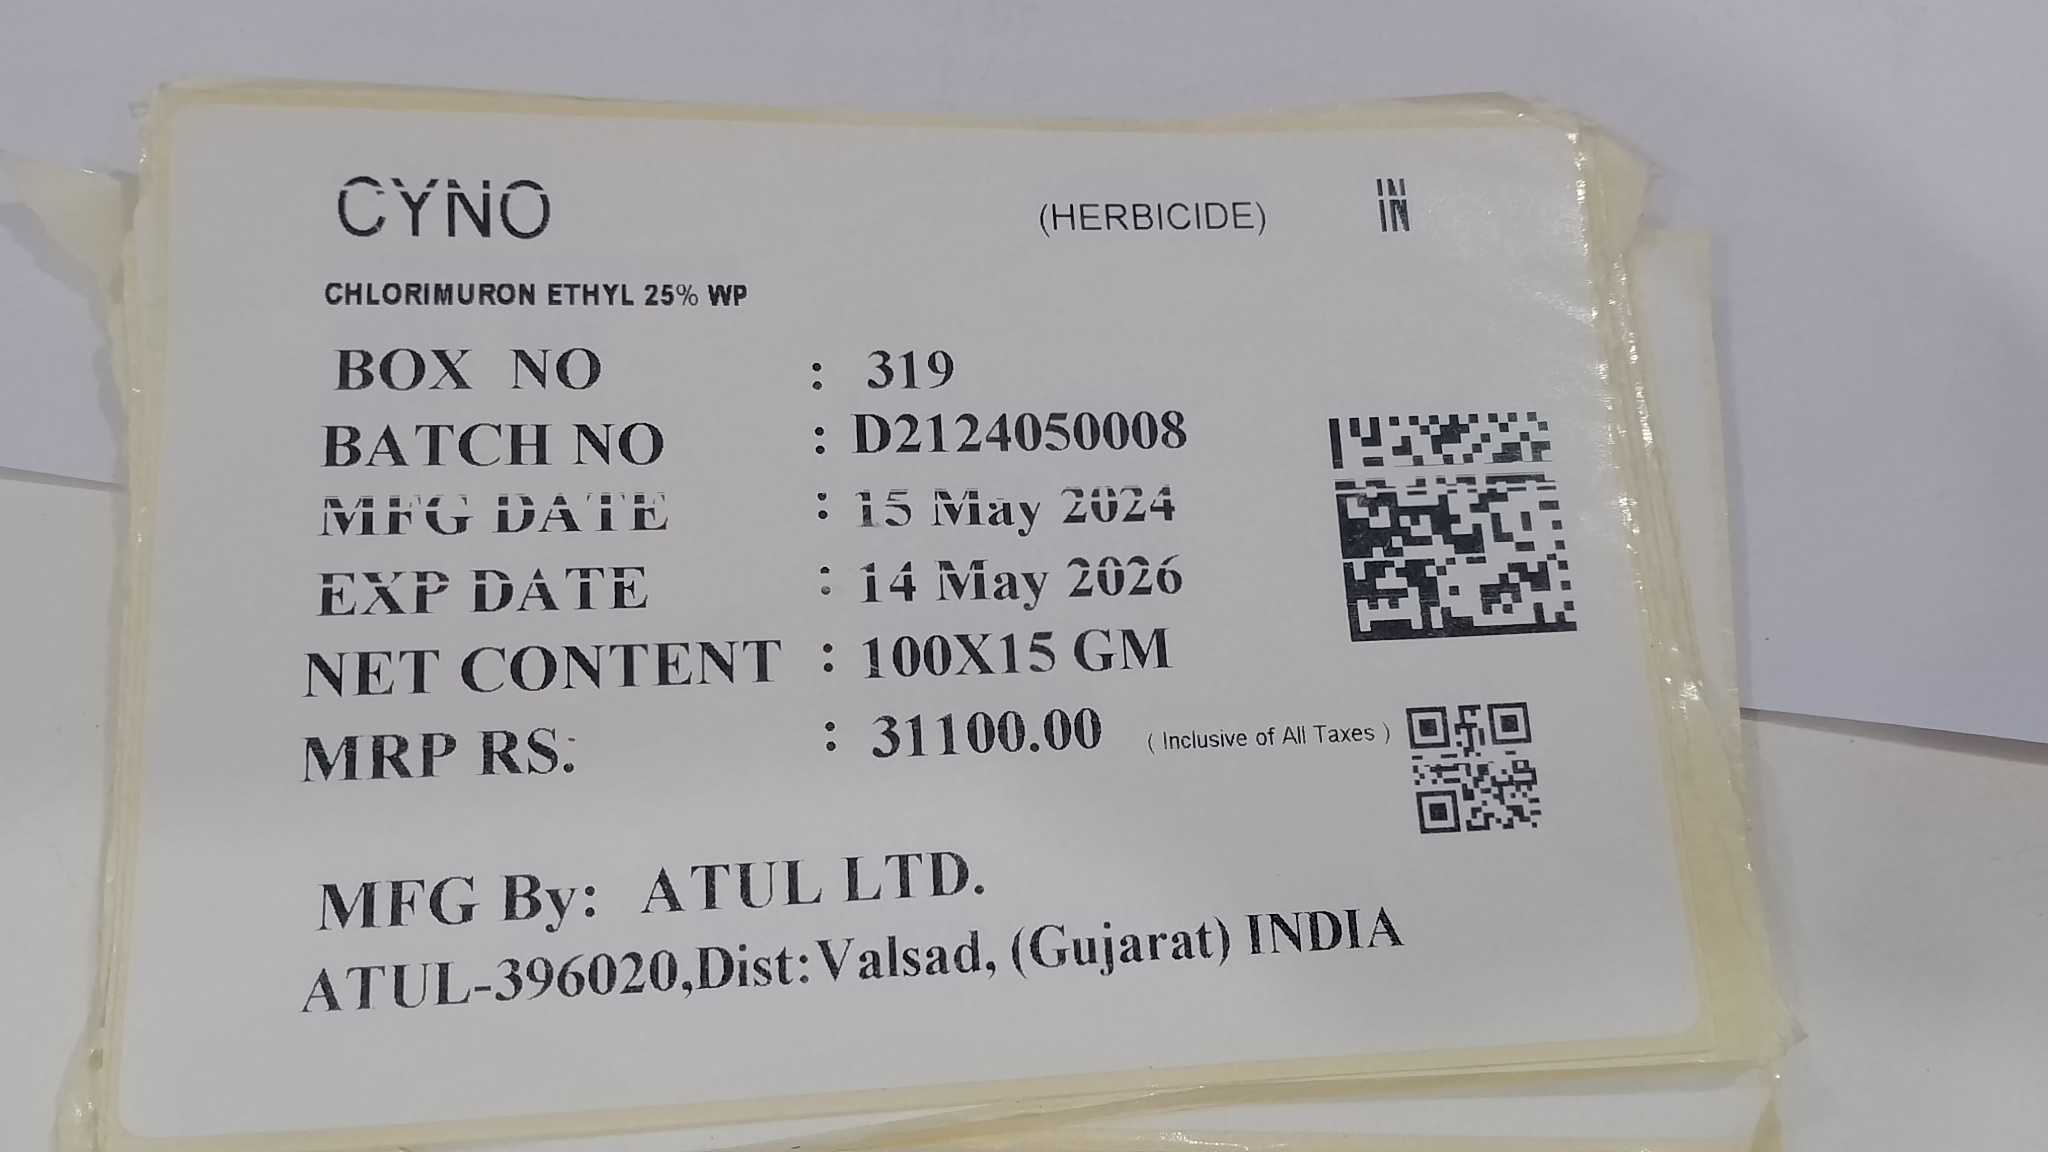 CYNO (HERBICIDE) IN
CHLORIMURON ETHYL 25% WP
BOX NO : 319
BATCH NO : D2124050008
MFG DATE : 15 May 2024
EXP DATE : 14 May 2026
NET CONTENT : 100X15 GM
MRP RS: : 31100.00 ( Inclusive of All Taxes )
MFG By: ATUL LTD.
ATUL-396020,Dist:Valsad, (Gujarat) INDIA